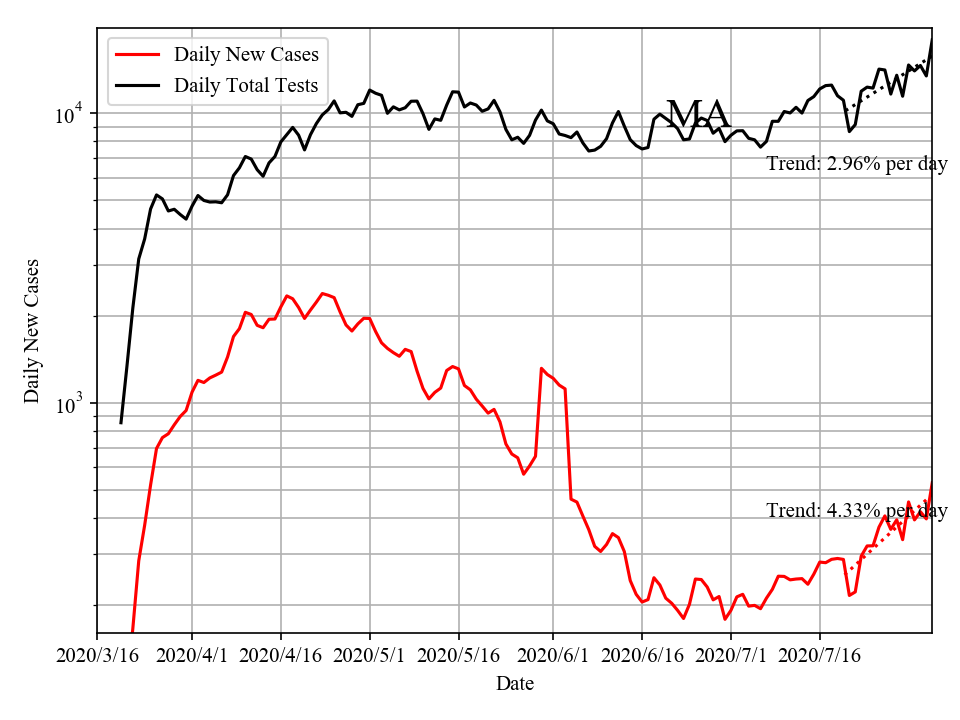 Daily New Cases
Daily Total Tests
MA
10^4
Trend: 2.96% per day
Daily New Cases
10^3
Trend: 4.33% per day
2020/3/16 2020/4/1 2020/4/16 2020/5/1 2020/5/16 2020/6/1 2020/6/16 2020/7/1 2020/7/16
Date